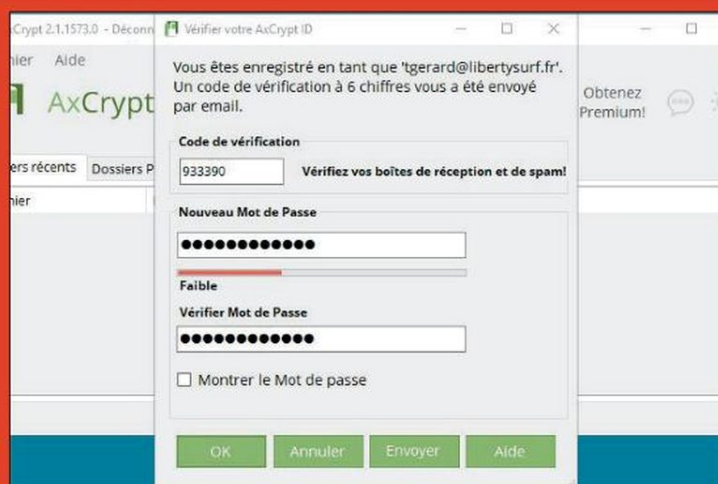 Crypt 2.1.1573.0 - Déconn
Vérifier votre AxCrypt ID
hier Aide
AxCrypt
Vous êtes enregistré en tant que 'tgerard@libertysurf.fr'.
Un code de vérification à 6 chiffres vous a été envoyé
par email.
Obtenez
Premium!
Code de vérification
933390 Vérifiez vos boîtes de réception et de spam!
ers récents Dossiers P
hier
Nouveau Mot de Passe
●●●●●●●●●●●●
Faible
Vérifier Mot de Passe
●●●●●●●●●●●●
Montrer le Mot de passe
OK Annuler Envoyer Aide